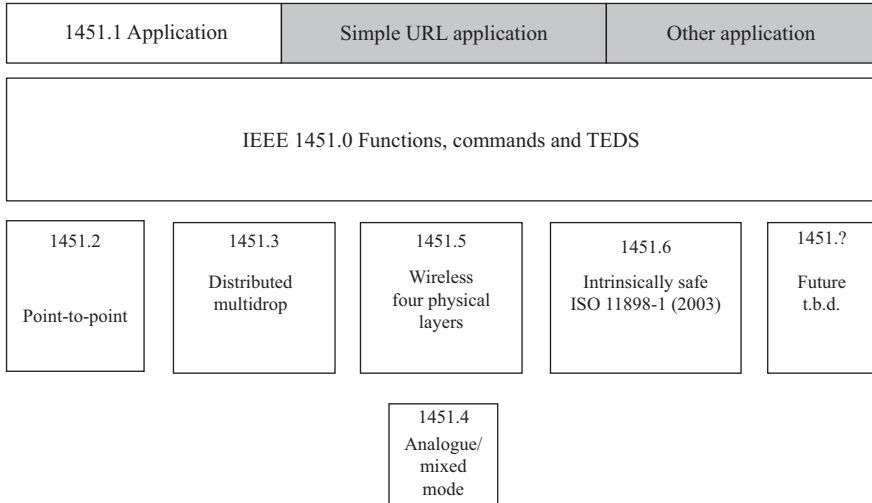 1451.1 Application
Simple URL application
Other application
IEEE 1451.0 Functions, commands and TEDS
1451.2
Point-to-point
1451.3
Distributed
multidrop
1451.5
Wireless
four physical
layers
1451.6
Intrinsically safe
ISO 11898-1 (2003)
1451.?
Future
t.b.d.
1451.4
Analogue/
mixed
mode